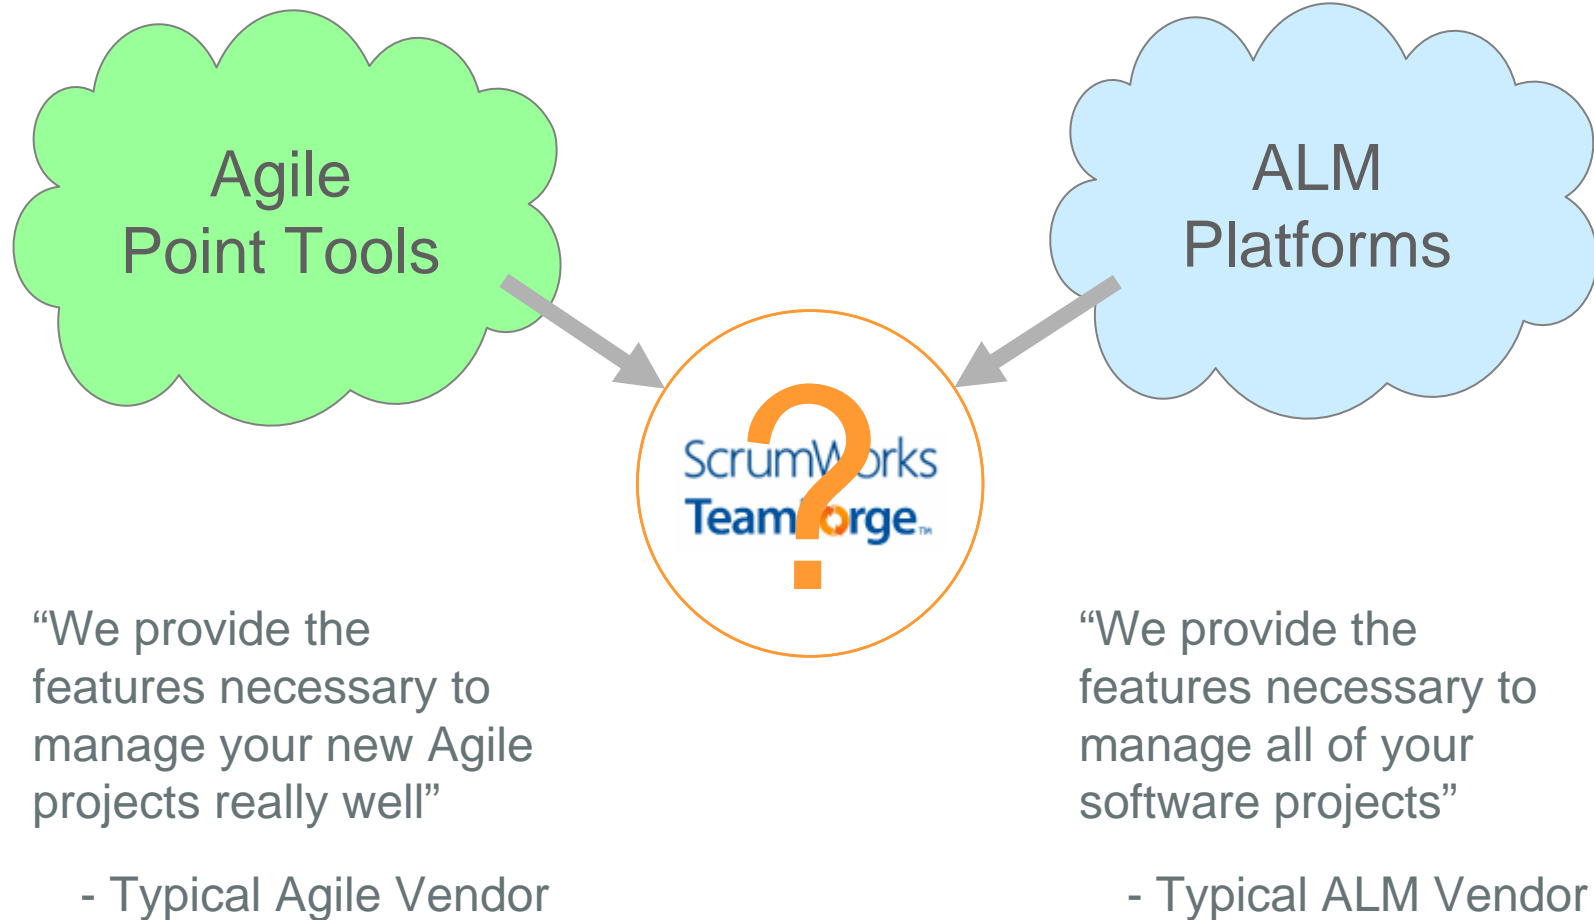 Agile
Point Tools
ALM
Platforms
?
ScrumWorks
TeamForge™
“We provide the
features necessary to
manage your new Agile
projects really well”
- Typical Agile Vendor
“We provide the
features necessary to
manage all of your
software projects”
- Typical ALM Vendor